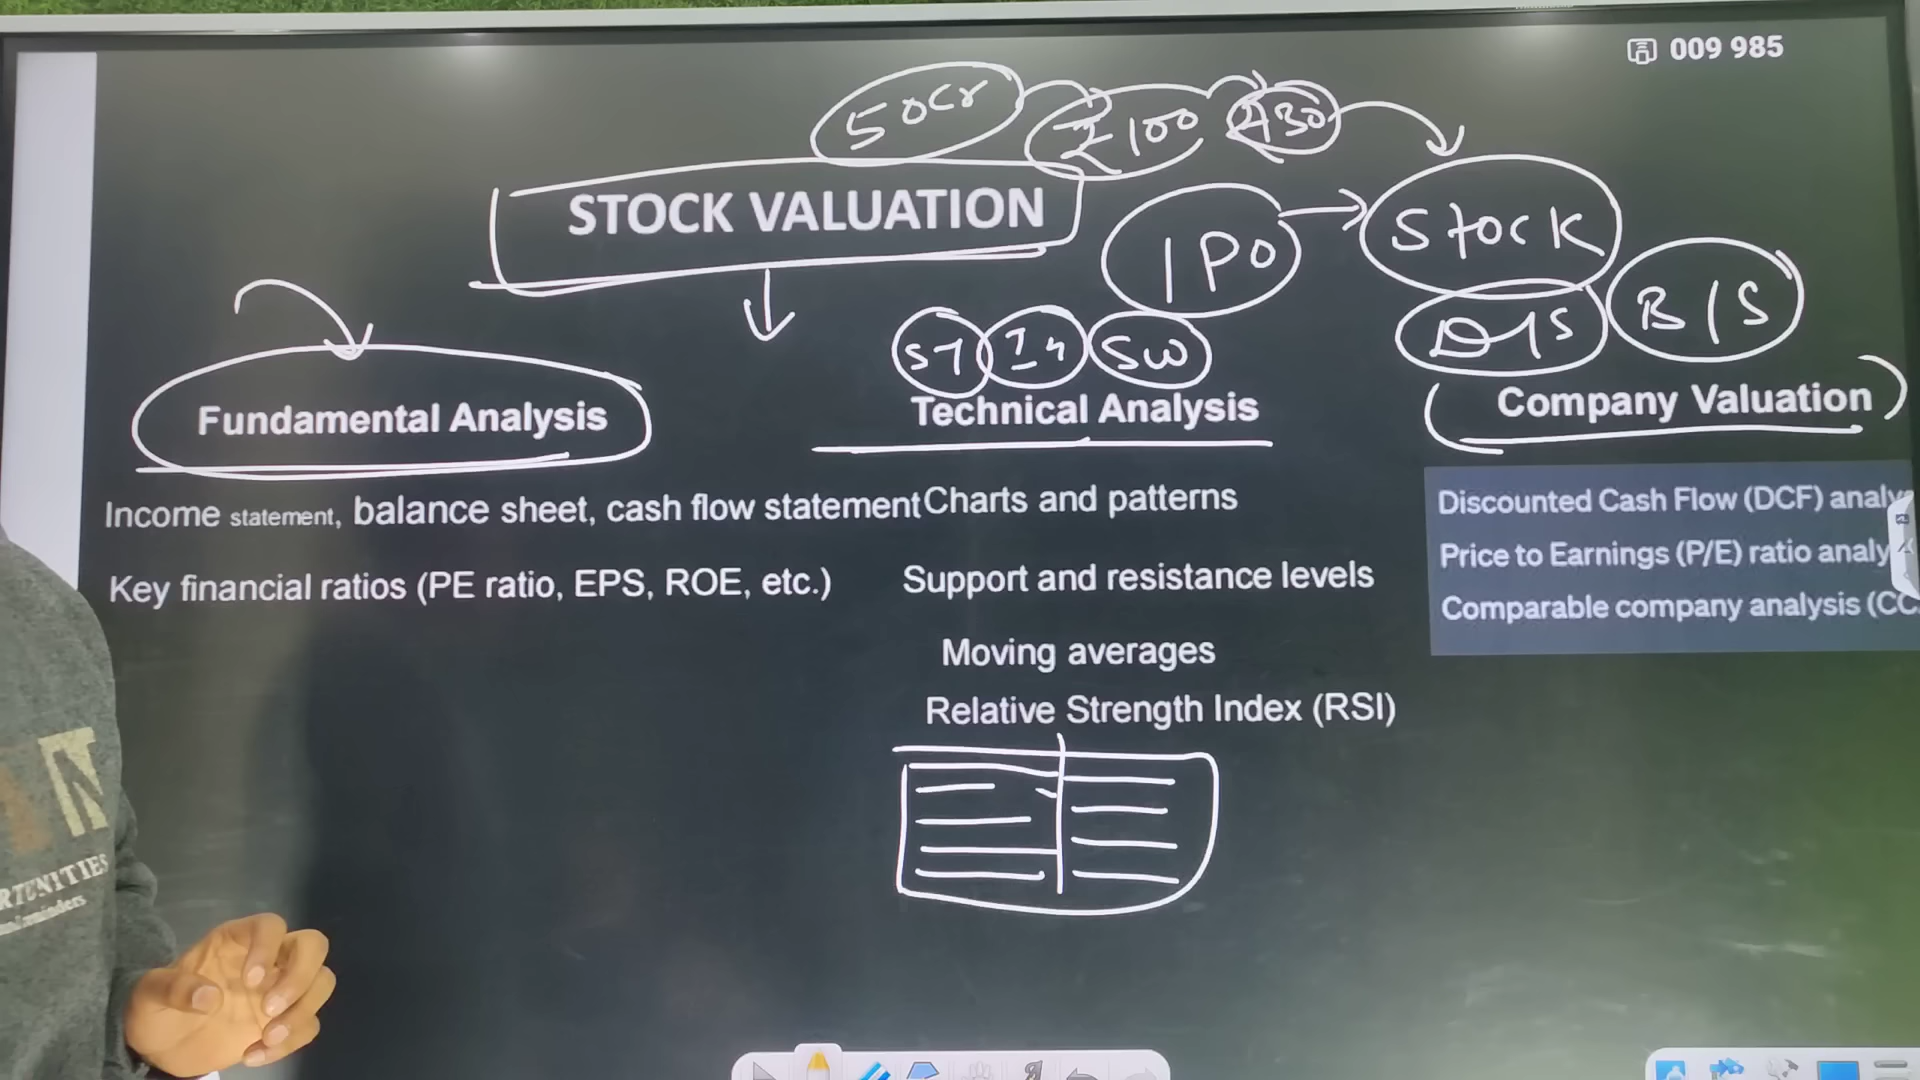 009 985
50Cr ₹100 ₹130
STOCK VALUATION
IPO Stock
ST In SW D/S B/S
Fundamental Analysis
Technical Analysis
Company Valuation
Income statement, balance sheet, cash flow statement
Key financial ratios (PE ratio, EPS, ROE, etc.)
Charts and patterns
Support and resistance levels
Moving averages
Relative Strength Index (RSI)
Discounted Cash Flow (DCF) analy
Price to Earnings (P/E) ratio analy
Comparable company analysis (CC
RTUNITIES